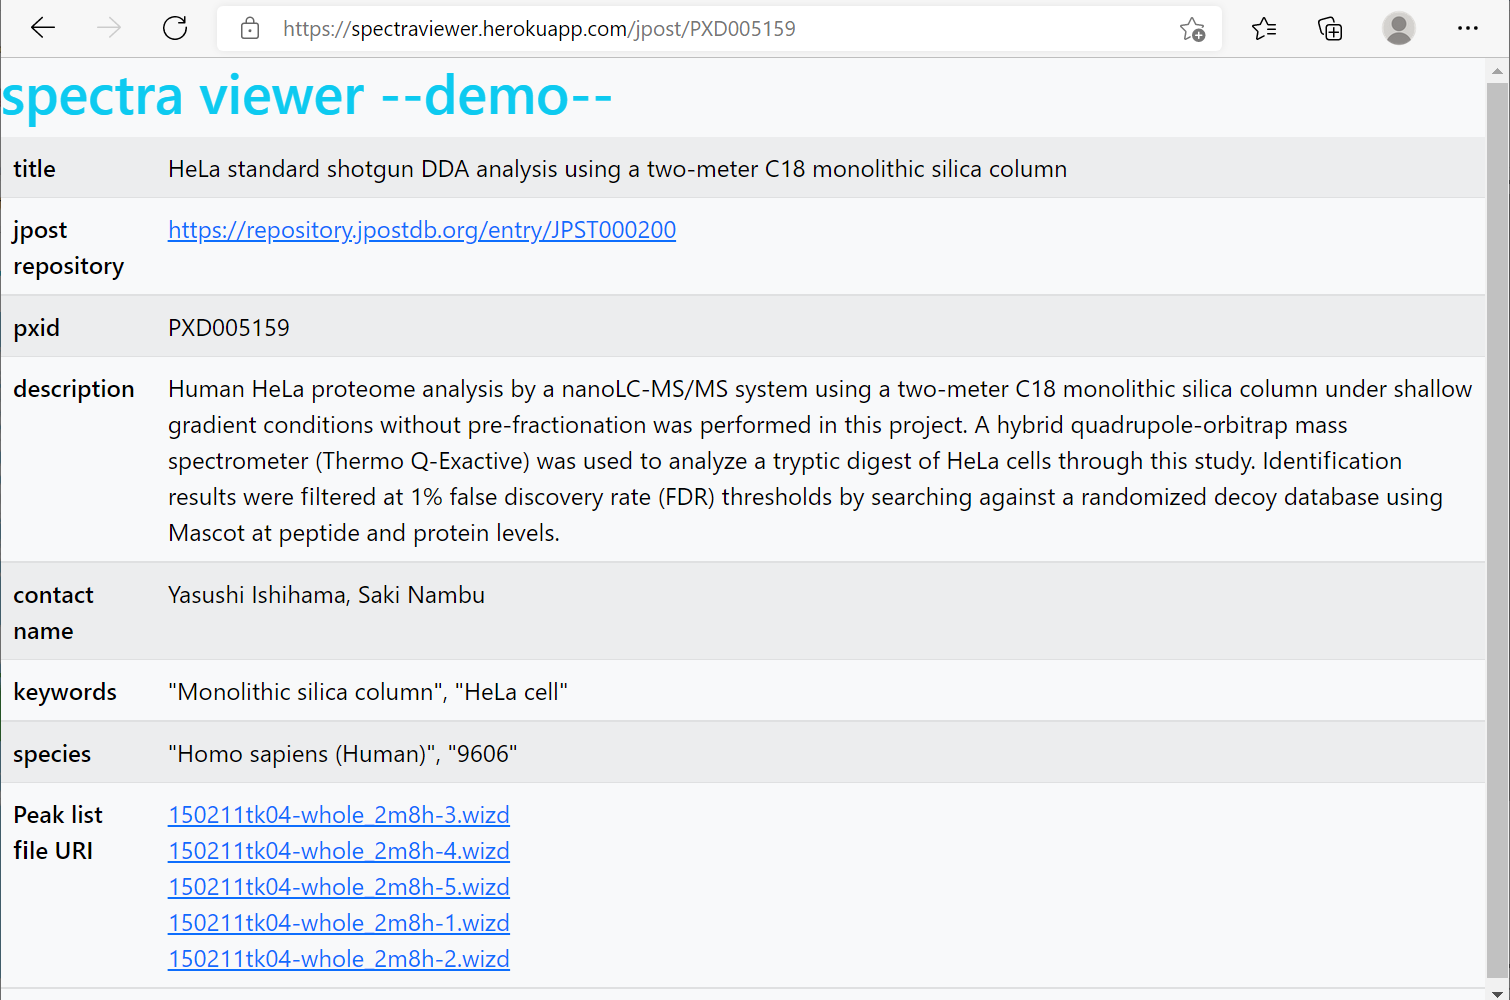 https://spectraviewer.herokuapp.com/jpost/PXD005159
spectra viewer --demo--
title HeLa standard shotgun DDA analysis using a two-meter C18 monolithic silica column
jpost repository https://repository.jpostdb.org/entry/JPST000200
pxid PXD005159
description Human HeLa proteome analysis by a nanoLC-MS/MS system using a two-meter C18 monolithic silica column under shallow
gradient conditions without pre-fractionation was performed in this project. A hybrid quadrupole-orbitrap mass
spectrometer (Thermo Q-Exactive) was used to analyze a tryptic digest of HeLa cells through this study. Identification
results were filtered at 1% false discovery rate (FDR) thresholds by searching against a randomized decoy database using
Mascot at peptide and protein levels.
contact name Yasushi Ishihama, Saki Nambu
keywords "Monolithic silica column", "HeLa cell"
species "Homo sapiens (Human)", "9606"
Peak list file URI 150211tk04-whole_2m8h-3.wizd
150211tk04-whole_2m8h-4.wizd
150211tk04-whole_2m8h-5.wizd
150211tk04-whole_2m8h-1.wizd
150211tk04-whole_2m8h-2.wizd